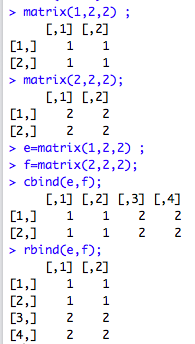 > matrix(1,2,2) ;
[,1] [,2]
[1,] 1 1
[2,] 1 1
> matrix(2,2,2);
[,1] [,2]
[1,] 2 2
[2,] 2 2
> e=matrix(1,2,2) ;
> f=matrix(2,2,2);
> cbind(e,f);
[,1] [,2] [,3] [,4]
[1,] 1 1 2 2
[2,] 1 1 2 2
> rbind(e,f);
[,1] [,2]
[1,] 1 1
[2,] 1 1
[3,] 2 2
[4,] 2 2